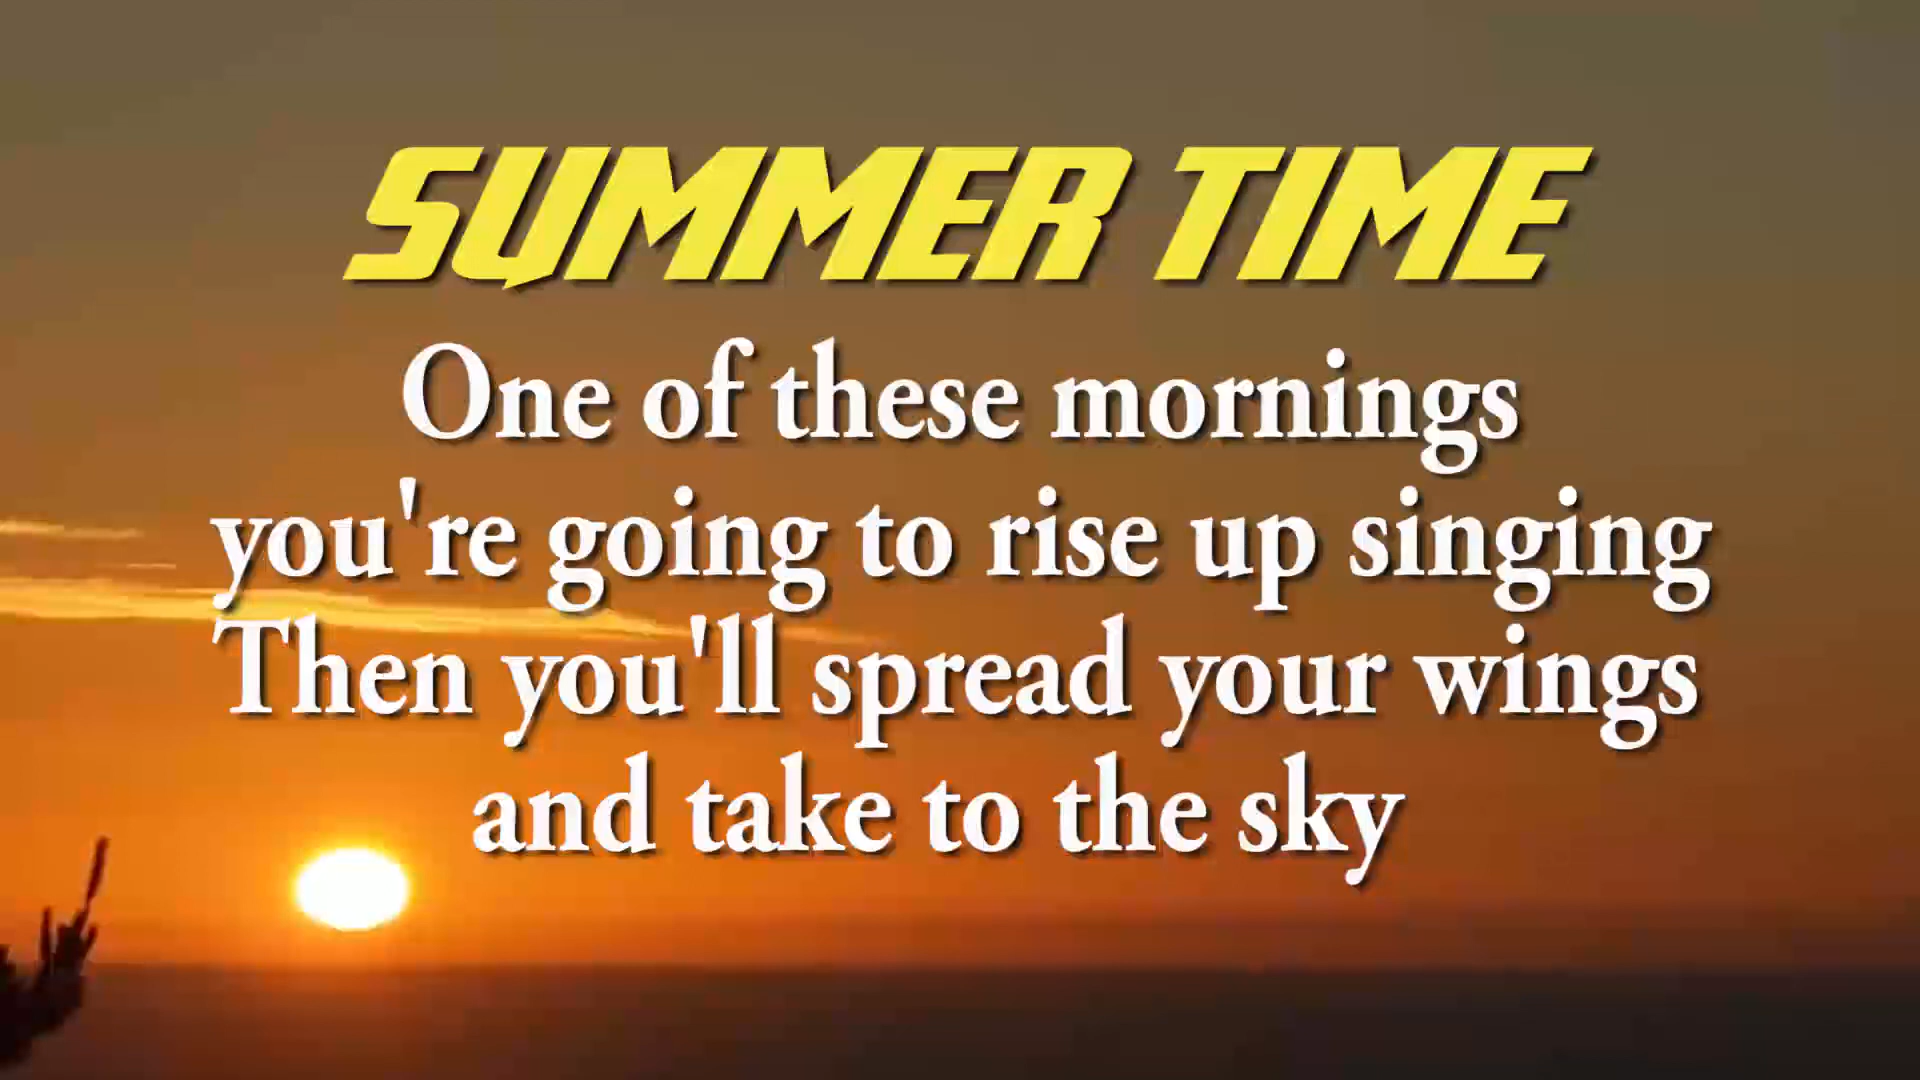 SUMMER TIME
One of these mornings
you're going to rise up singing
Then you'll spread your wings
and take to the sky